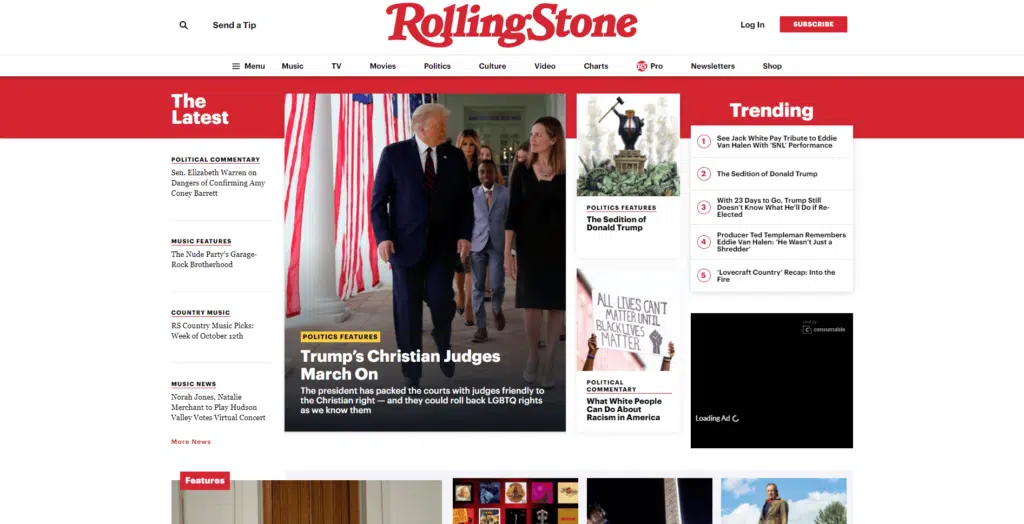 Send a Tip
RollingStone
Log In
SUBSCRIBE
Menu
Music
TV
Movies
Politics
Culture
Video
Charts
RS Pro
Newsletters
Shop
The
Latest
POLITICAL COMMENTARY
Sen. Elizabeth Warren on
Dangers of Confirming Amy
Coney Barrett
MUSIC FEATURES
The Nude Party's Garage-
Rock Brotherhood
COUNTRY MUSIC
RS Country Music Picks:
Week of October 12th
MUSIC NEWS
Norah Jones, Natalie
Merchant to Play Hudson
Valley Votes Virtual Concert
More News
POLITICS FEATURES
Trump's Christian Judges
March On
The president has packed the courts with judges friendly to
the Christian right — and they could roll back LGBTQ rights
as we know them
POLITICS FEATURES
The Sedition of
Donald Trump
ALL LIVES CAN'T
MATTER UNTIL
BLACK LIVES
MATTER.
POLITICAL
COMMENTARY
What White People
Can Do About
Racism in America
Trending
1 See Jack White Pay Tribute to Eddie
Van Halen With 'SNL' Performance
2 The Sedition of Donald Trump
3 With 23 Days to Go, Trump Still
Doesn't Know What He'll Do if Re-
Elected
4 Producer Ted Templeman Remembers
Eddie Van Halen: 'He Wasn't Just a
Shredder'
5 'Lovecraft Country' Recap: Into the
Fire
consumable
Loading Ad
Features